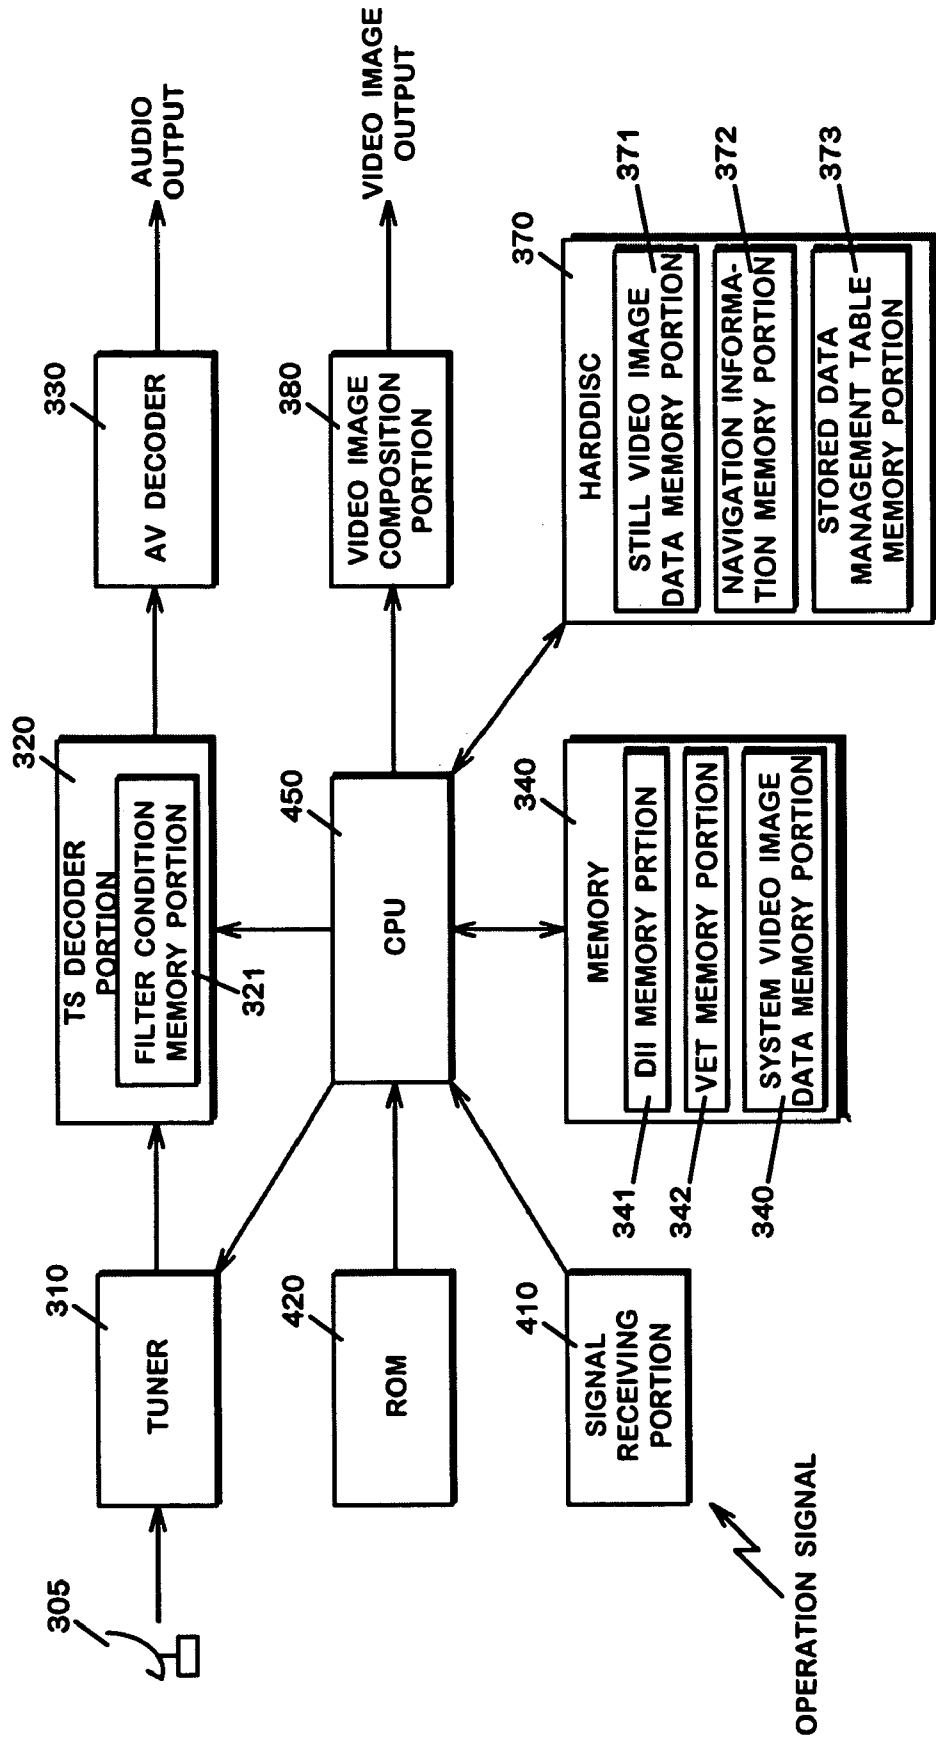 305
310
TUNER
320
TS DECODER
PORTION
FILTER CONDITION
MEMORY PORTION
321
330
AV DECODER
AUDIO
OUTPUT
420
ROM
450
CPU
380
VIDEO IMAGE
COMPOSITION
PORTION
VIDEO IMAGE
OUTPUT
410
SIGNAL
RECEIVING
PORTION
OPERATION SIGNAL
340
MEMORY
DII MEMORY PRTION
341
VET MEMORY PORTION
342
SYSTEM VIDEO IMAGE
DATA MEMORY PORTION
340
370
HARDDISC
STILL VIDEO IMAGE
DATA MEMORY PORTION
371
NAVIGATION INFORMA-
TION MEMORY PORTION
372
STORED DATA
MANAGEMENT TABLE
MEMORY PORTION
373